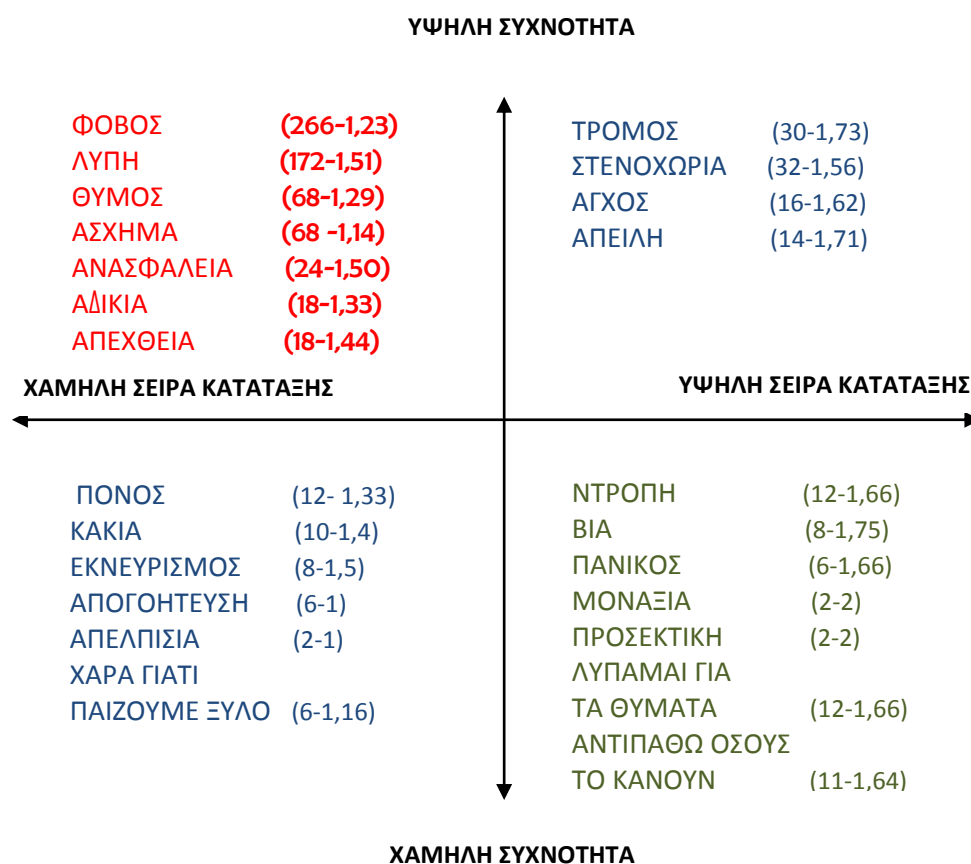 ΥΨΗΛΗ ΣΥΧΝΟΤΗΤΑ
ΦΟΒΟΣ (266-1,23)
ΛΥΠΗ (172-1,51)
ΘΥΜΟΣ (68-1,29)
ΑΣΧΗΜΑ (68 -1,14)
ΑΝΑΣΦΑΛΕΙΑ (24-1,50)
ΑΔΙΚΙΑ (18-1,33)
ΑΠΕΧΘΕΙΑ (18-1,44)
ΤΡΟΜΟΣ (30-1,73)
ΣΤΕΝΟΧΩΡΙΑ (32-1,56)
ΑΓΧΟΣ (16-1,62)
ΑΠΕΙΛΗ (14-1,71)
ΧΑΜΗΛΗ ΣΕΙΡΑ ΚΑΤΑΤΑΞΗΣ
ΥΨΗΛΗ ΣΕΙΡΑ ΚΑΤΑΤΑΞΗΣ
ΠΟΝΟΣ (12- 1,33)
ΚΑΚΙΑ (10-1,4)
ΕΚΝΕΥΡΙΣΜΟΣ (8-1,5)
ΑΠΟΓΟΗΤΕΥΣΗ (6-1)
ΑΠΕΛΠΙΣΙΑ (2-1)
ΧΑΡΑ ΓΙΑΤΙ
ΠΑΙΖΟΥΜΕ ΞΥΛΟ (6-1,16)
ΝΤΡΟΠΗ (12-1,66)
ΒΙΑ (8-1,75)
ΠΑΝΙΚΟΣ (6-1,66)
ΜΟΝΑΞΙΑ (2-2)
ΠΡΟΣΕΚΤΙΚΗ (2-2)
ΛΥΠΑΜΑΙ ΓΙΑ
ΤΑ ΘΥΜΑΤΑ (12-1,66)
ΑΝΤΙΠΑΘΩ ΟΣΟΥΣ
ΤΟ ΚΑΝΟΥΝ (11-1,64)
ΧΑΜΗΛΗ ΣΥΧΝΟΤΗΤΑ